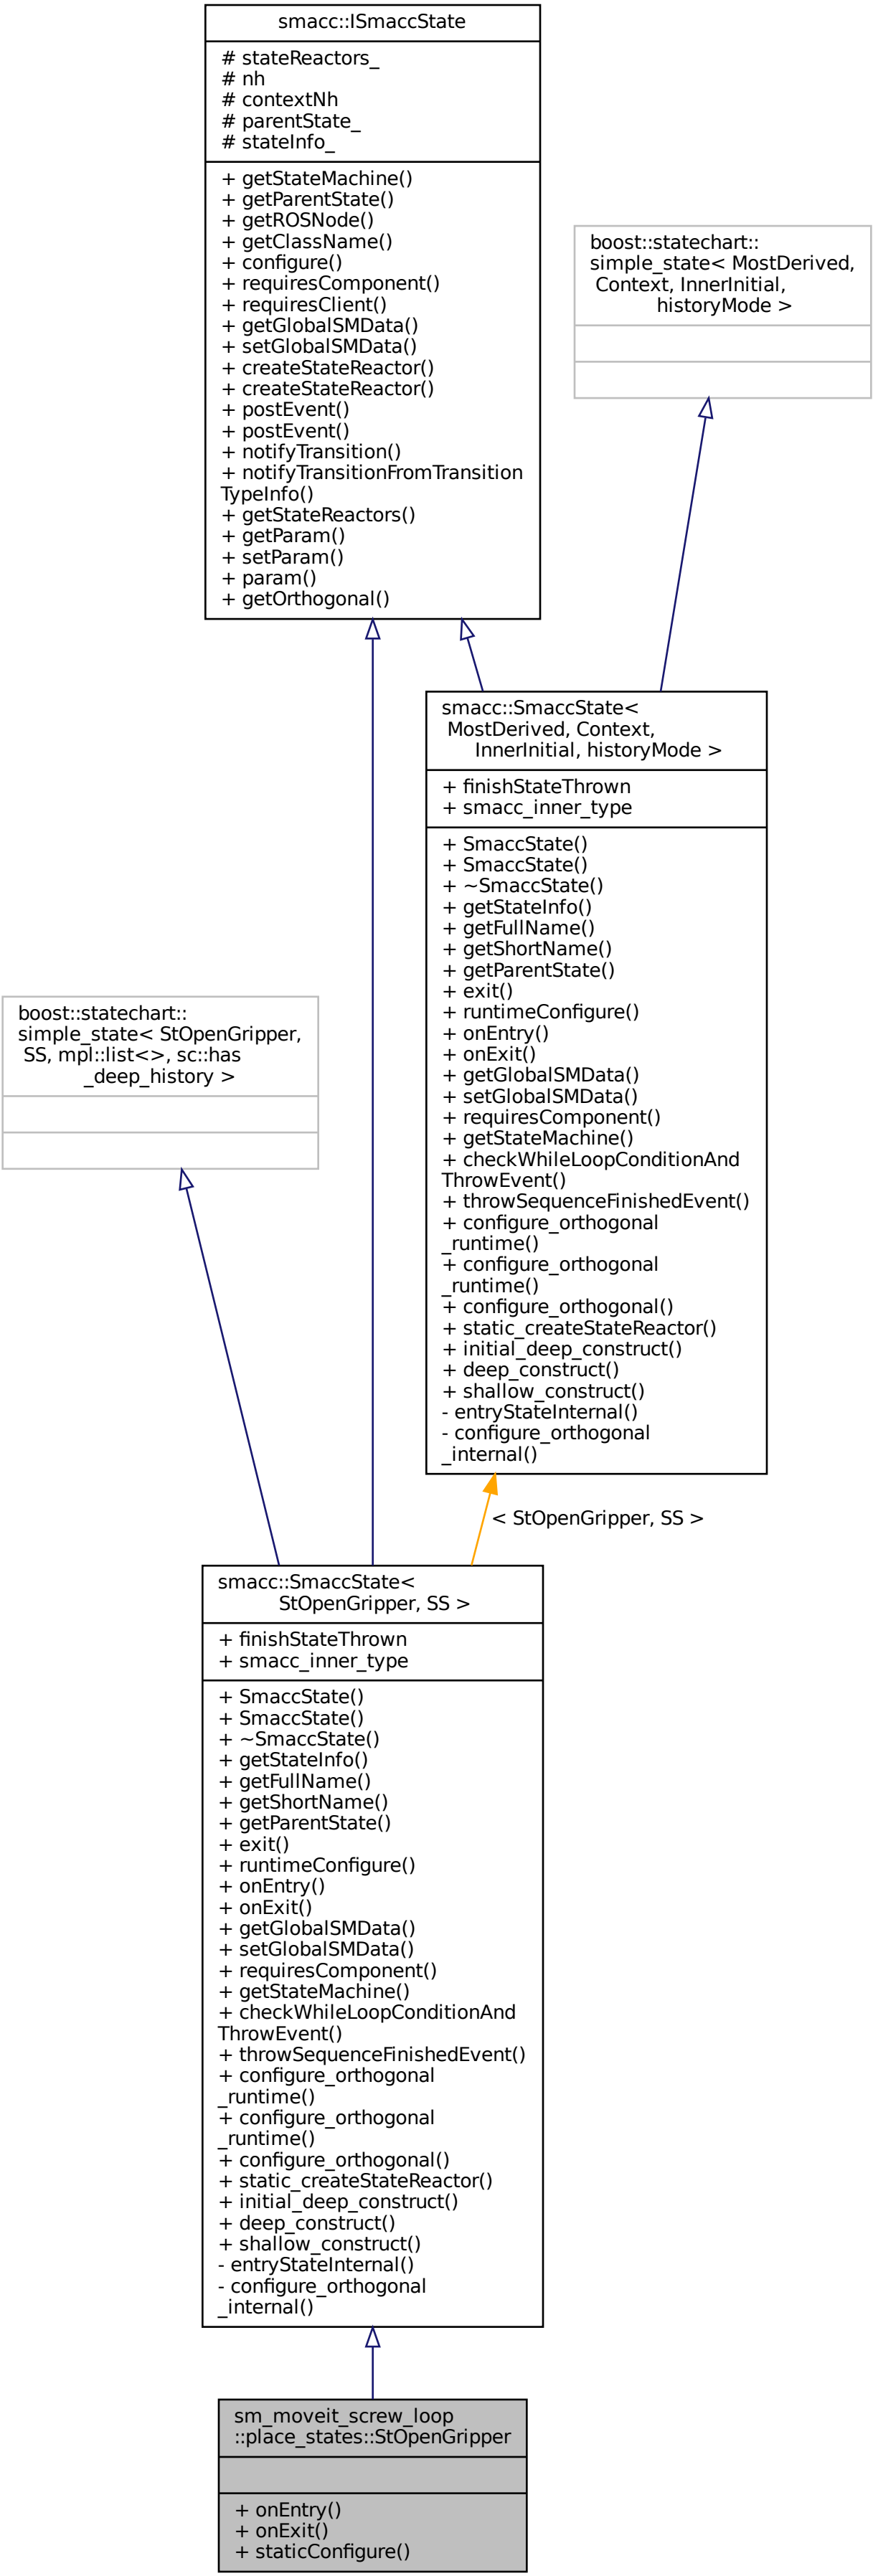 smacc::ISmaccState
# stateReactors_
# nh
# contextNh
# parentState_
# stateInfo_
+ getStateMachine()
+ getParentState()
+ getROSNode()
+ getClassName()
+ configure()
+ requiresComponent()
+ requiresClient()
+ getGlobalSMData()
+ setGlobalSMData()
+ createStateReactor()
+ createStateReactor()
+ postEvent()
+ postEvent()
+ notifyTransition()
+ notifyTransitionFromTransition
TypeInfo()
+ getStateReactors()
+ getParam()
+ setParam()
+ param()
+ getOrthogonal()
boost::statechart::
simple_state< MostDerived,
Context, InnerInitial,
historyMode >
smacc::SmaccState<
MostDerived, Context,
InnerInitial, historyMode >
+ finishStateThrown
+ smacc_inner_type
+ SmaccState()
+ SmaccState()
+ ~SmaccState()
+ getStateInfo()
+ getFullName()
+ getShortName()
+ getParentState()
+ exit()
+ runtimeConfigure()
+ onEntry()
+ onExit()
+ getGlobalSMData()
+ setGlobalSMData()
+ requiresComponent()
+ getStateMachine()
+ checkWhileLoopConditionAnd
ThrowEvent()
+ throwSequenceFinishedEvent()
+ configure_orthogonal
_runtime()
+ configure_orthogonal
_runtime()
+ configure_orthogonal()
+ static_createStateReactor()
+ initial_deep_construct()
+ deep_construct()
+ shallow_construct()
- entryStateInternal()
- configure_orthogonal
_internal()
boost::statechart::
simple_state< StOpenGripper,
SS, mpl::list<>, sc::has
_deep_history >
< StOpenGripper, SS >
smacc::SmaccState<
StOpenGripper, SS >
+ finishStateThrown
+ smacc_inner_type
+ SmaccState()
+ SmaccState()
+ ~SmaccState()
+ getStateInfo()
+ getFullName()
+ getShortName()
+ getParentState()
+ exit()
+ runtimeConfigure()
+ onEntry()
+ onExit()
+ getGlobalSMData()
+ setGlobalSMData()
+ requiresComponent()
+ getStateMachine()
+ checkWhileLoopConditionAnd
ThrowEvent()
+ throwSequenceFinishedEvent()
+ configure_orthogonal
_runtime()
+ configure_orthogonal
_runtime()
+ configure_orthogonal()
+ static_createStateReactor()
+ initial_deep_construct()
+ deep_construct()
+ shallow_construct()
- entryStateInternal()
- configure_orthogonal
_internal()
sm_moveit_screw_loop
::place_states::StOpenGripper
+ onEntry()
+ onExit()
+ staticConfigure()